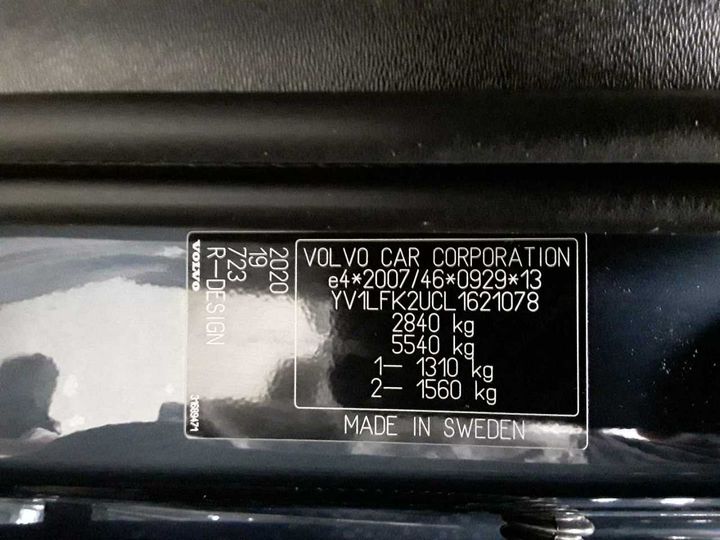 VOLVO CAR CORPORATION
e4*2007/46*0929*13
YV1LFK2UCL1621078
2840 kg
5540 kg
1— 1310 kg
2— 1560 kg
MADE IN SWEDEN
2020
19
723
R—DESIGN
VOLVO
31689471